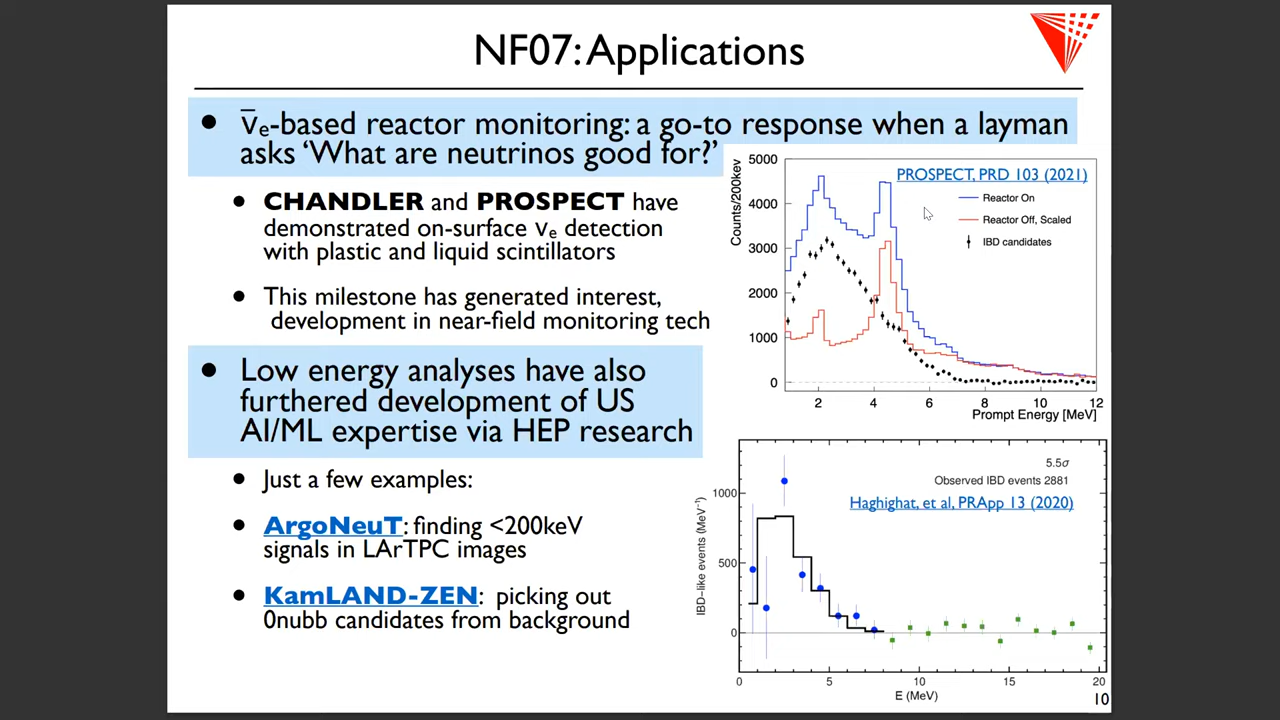 NF07: Applications
• ν̅e-based reactor monitoring: a go-to response when a layman
asks ‘What are neutrinos good for?’
• CHANDLER and PROSPECT have
demonstrated on-surface νe detection
with plastic and liquid scintillators
• This milestone has generated interest,
development in near-field monitoring tech
• Low energy analyses have also
furthered development of US
AI/ML expertise via HEP research
• Just a few examples:
• ArgoNeuT: finding <200keV
signals in LArTPC images
• KamLAND-ZEN: picking out
0nubb candidates from background
PROSPECT, PRD 103 (2021)
Reactor On
Reactor Off, Scaled
IBD candidates
Counts/200kev
5000
4000
3000
2000
1000
0
2 4 6 8 10 12
Prompt Energy [MeV]
5.5σ
Observed IBD events 2881
Haghighat, et al, PRApp 13 (2020)
IBD−like events (MeV⁻¹)
1000
500
0
0 5 10 15 20
E (MeV)
10